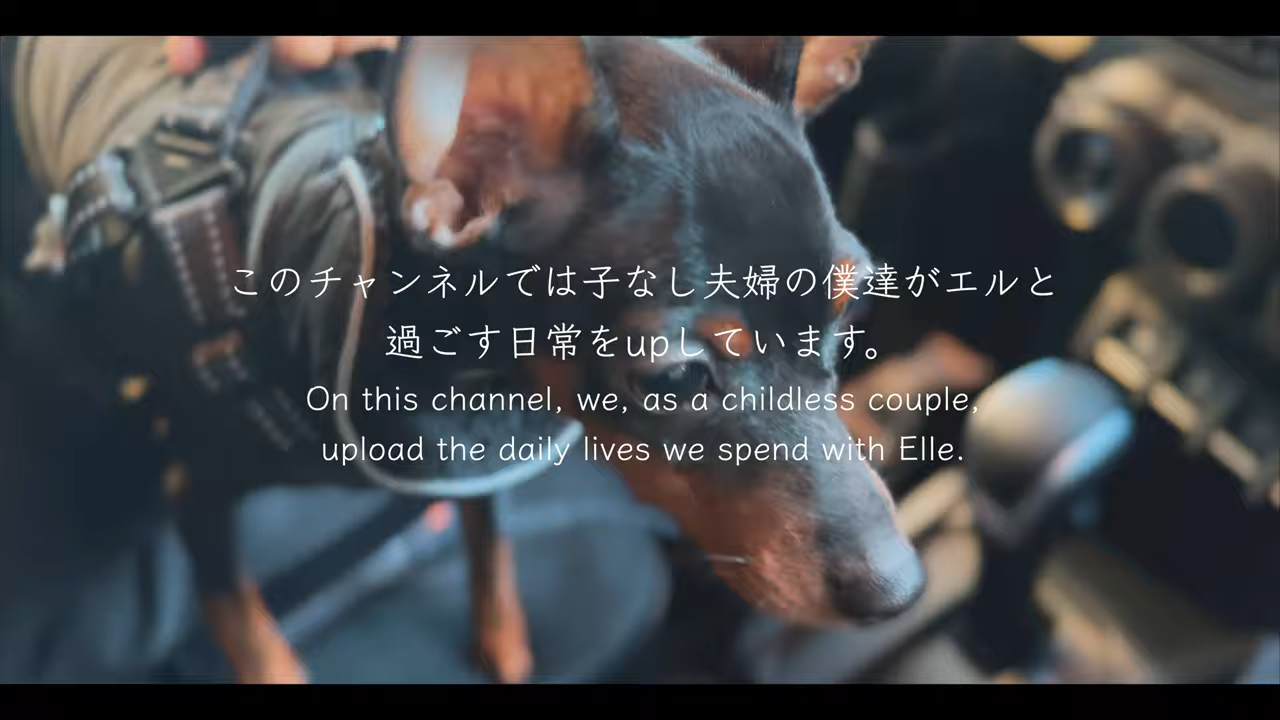 このチャンネルでは子なし夫婦の僕達がエルと
過ごす日常をupしています。
On this channel, we, as a childless couple,
upload the daily lives we spend with Elle.